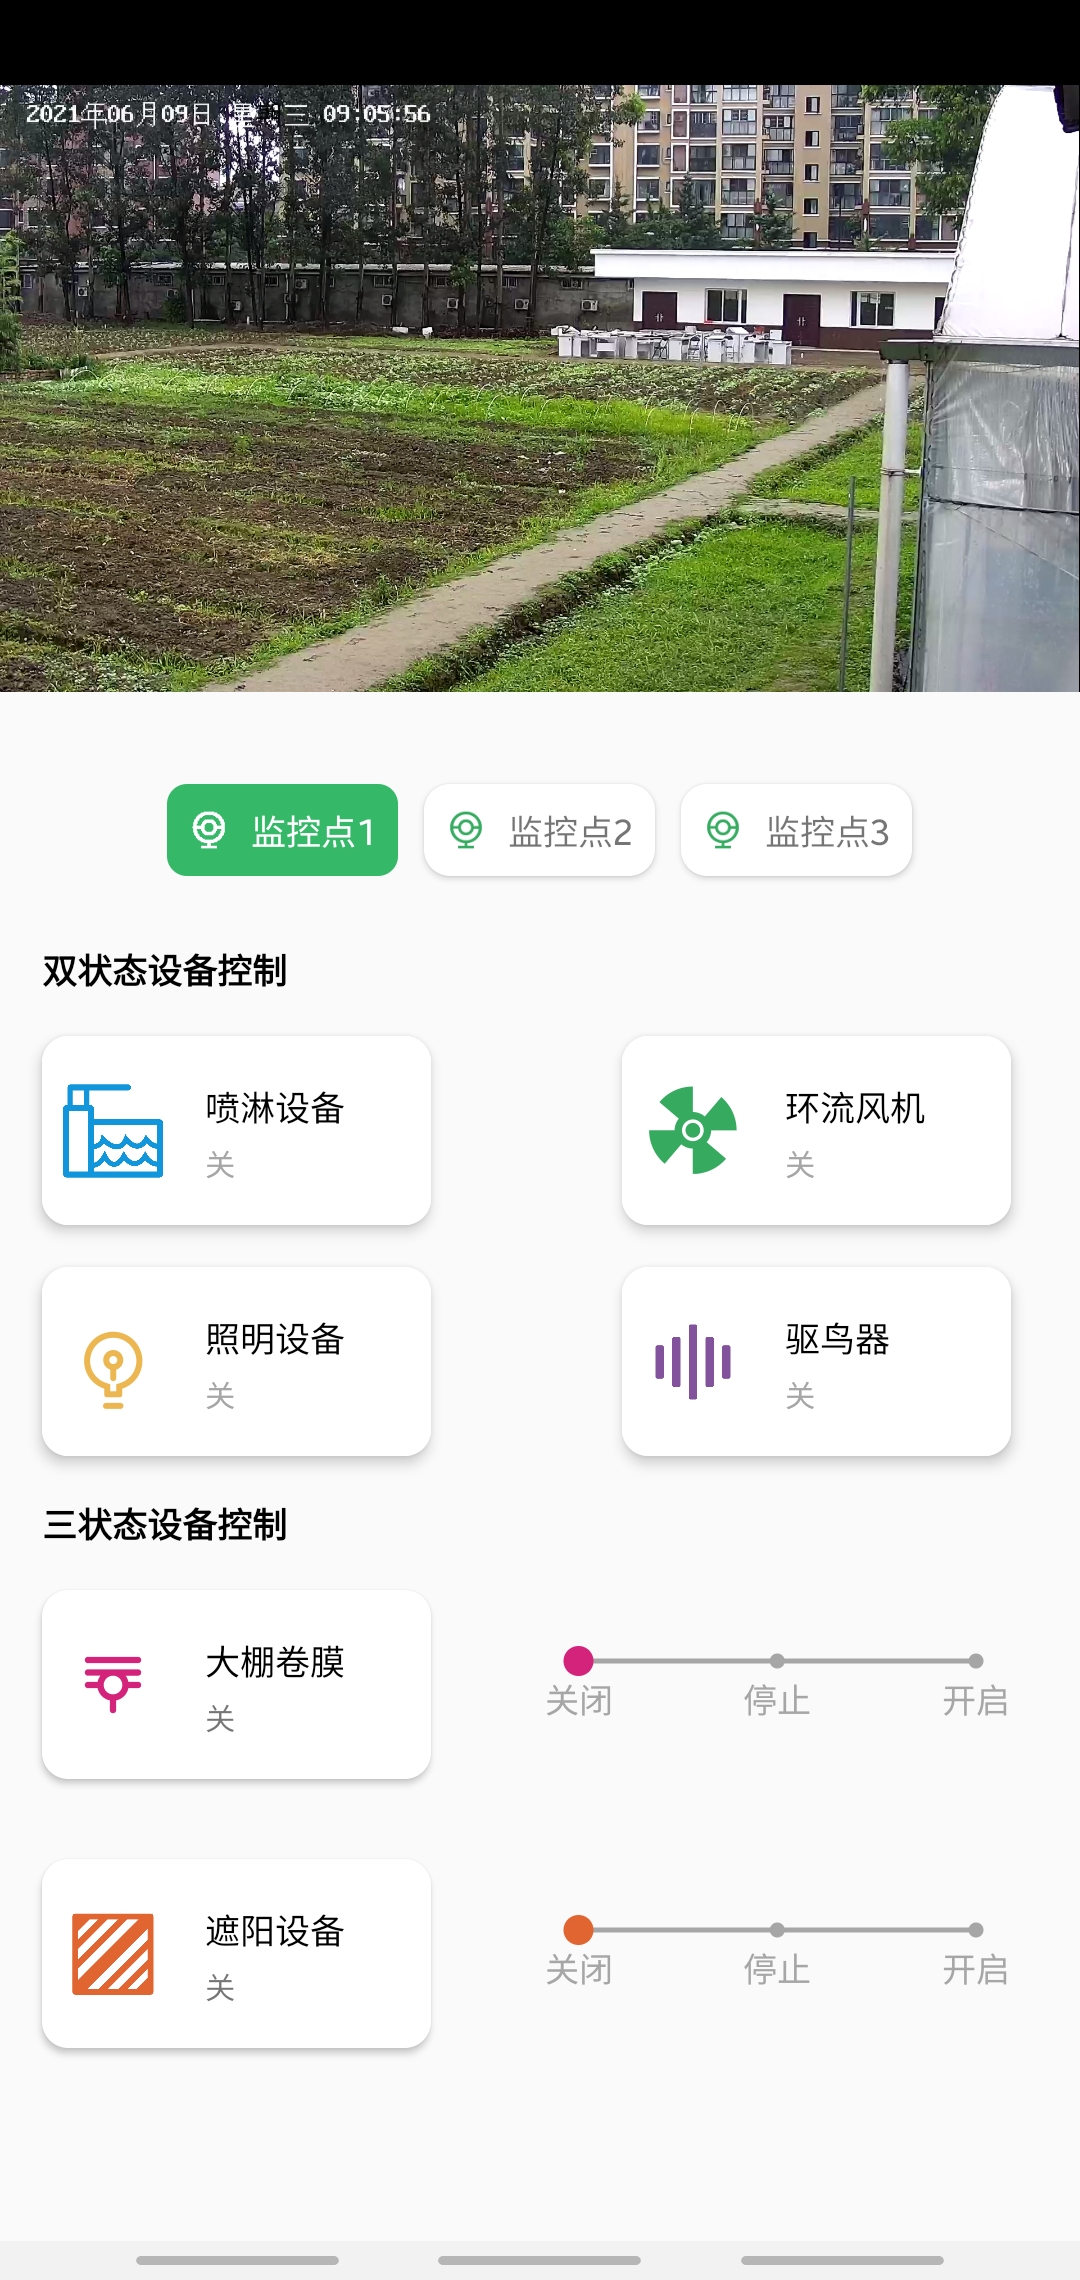 2021年06月09日 星期三 09:05:56
监控点1 监控点2 监控点3
双状态设备控制
喷淋设备 环流风机
关 关
照明设备 驱鸟器
关 关
三状态设备控制
大棚卷膜
关
关闭 停止 开启
遮阳设备
关
关闭 停止 开启